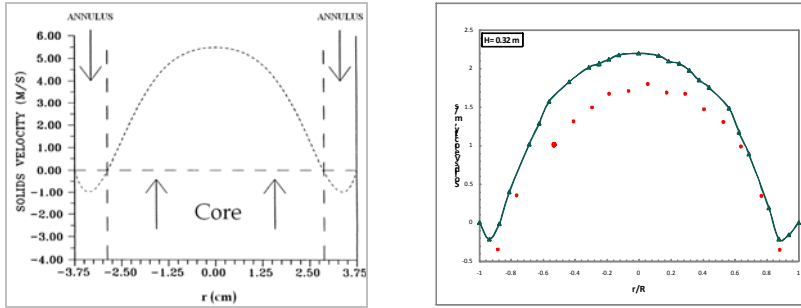 ANNULUS ANNULUS
6.00
5.00
4.00
3.00
2.00
1.00
0.00
-1.00
-2.00
-3.00
-4.00
SOLIDS VELOCITY (M/S)
Core
-3.75 -2.50 -1.25 0.00 1.25 2.50 3.75
r (cm)
H= 0.32 m
2.5
2
1.5
1
0.5
0
-0.5
-1 -0.8 -0.6 -0.4 -0.2 0 0.2 0.4 0.6 0.8 1
r/R